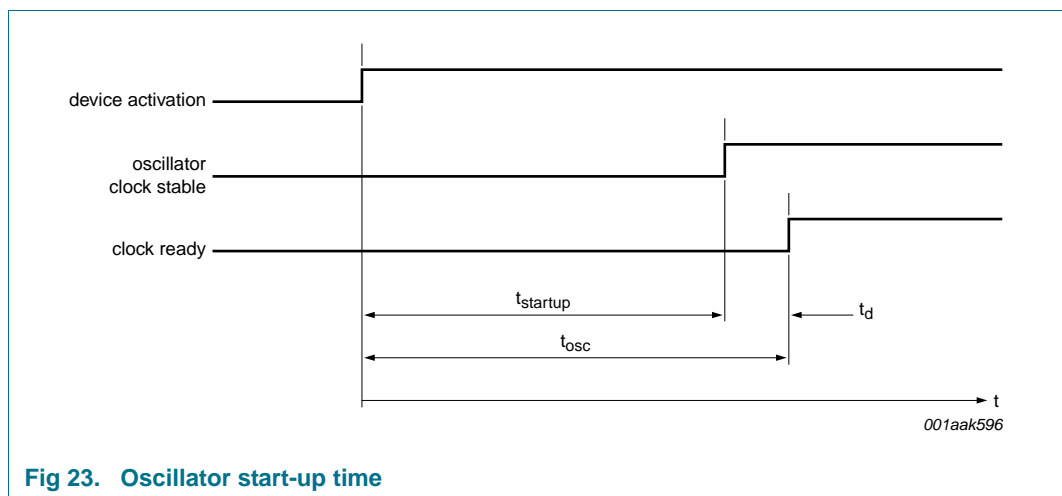 device activation
oscillator
clock stable
clock ready
tstartup
td
tosc
t
001aak596
Fig 23. Oscillator start-up time